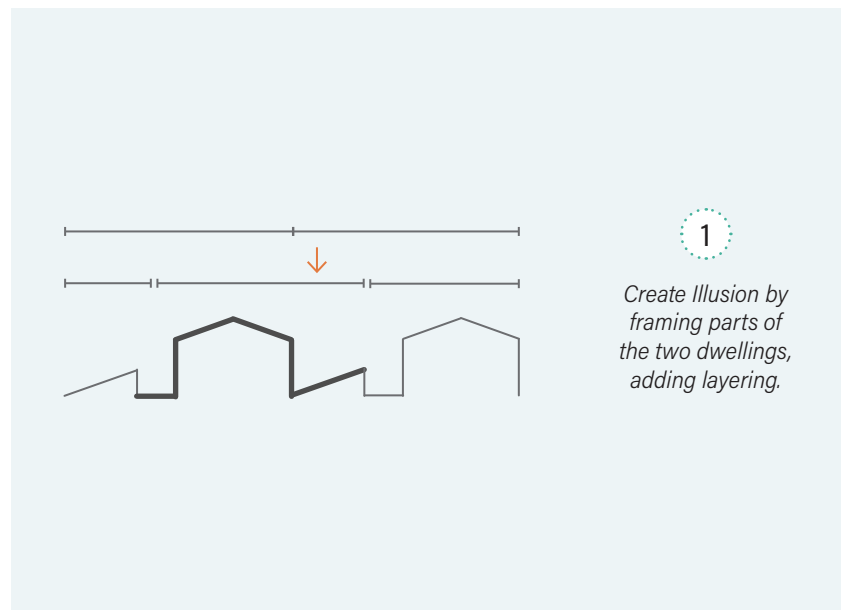 1
Create Illusion by
framing parts of
the two dwellings,
adding layering.